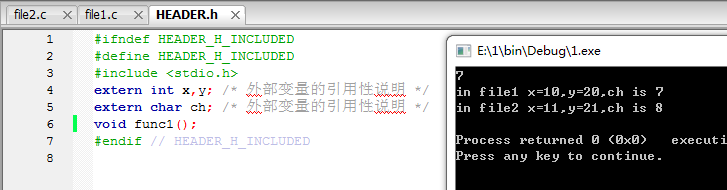 file2.c × file1.c × HEADER.h ×
1 #ifndef HEADER_H_INCLUDED
2 #define HEADER_H_INCLUDED
3 #include <stdio.h>
4 extern int x,y; /* 外部变量的引用性说明 */
5 extern char ch; /* 外部变量的引用性说明 */
6 void func1();
7 #endif // HEADER_H_INCLUDED
8
E:\1\bin\Debug\1.exe
7
in file1 x=10,y=20,ch is 7
in file2 x=11,y=21,ch is 8
Process returned 0 (0x0) executi
Press any key to continue.